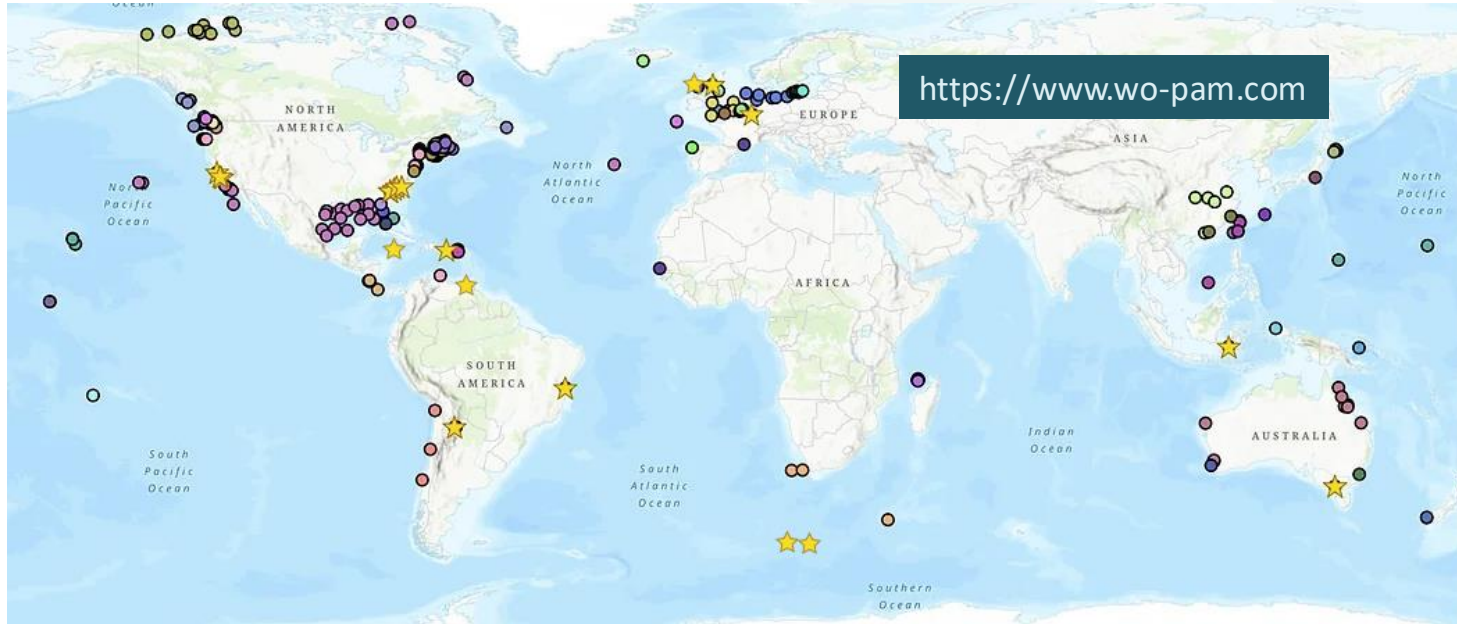 Ocean
https://www.wo-pam.com
NORTH
AMERICA
EUROPE
ASIA
North
Atlantic
Ocean
North
Pacific
Ocean
North
Pacific
Ocean
AFRICA
SOUTH
AMERICA
Indian
Ocean
AUSTRALIA
South
Pacific
Ocean
South
Atlantic
Ocean
Southern
Ocean